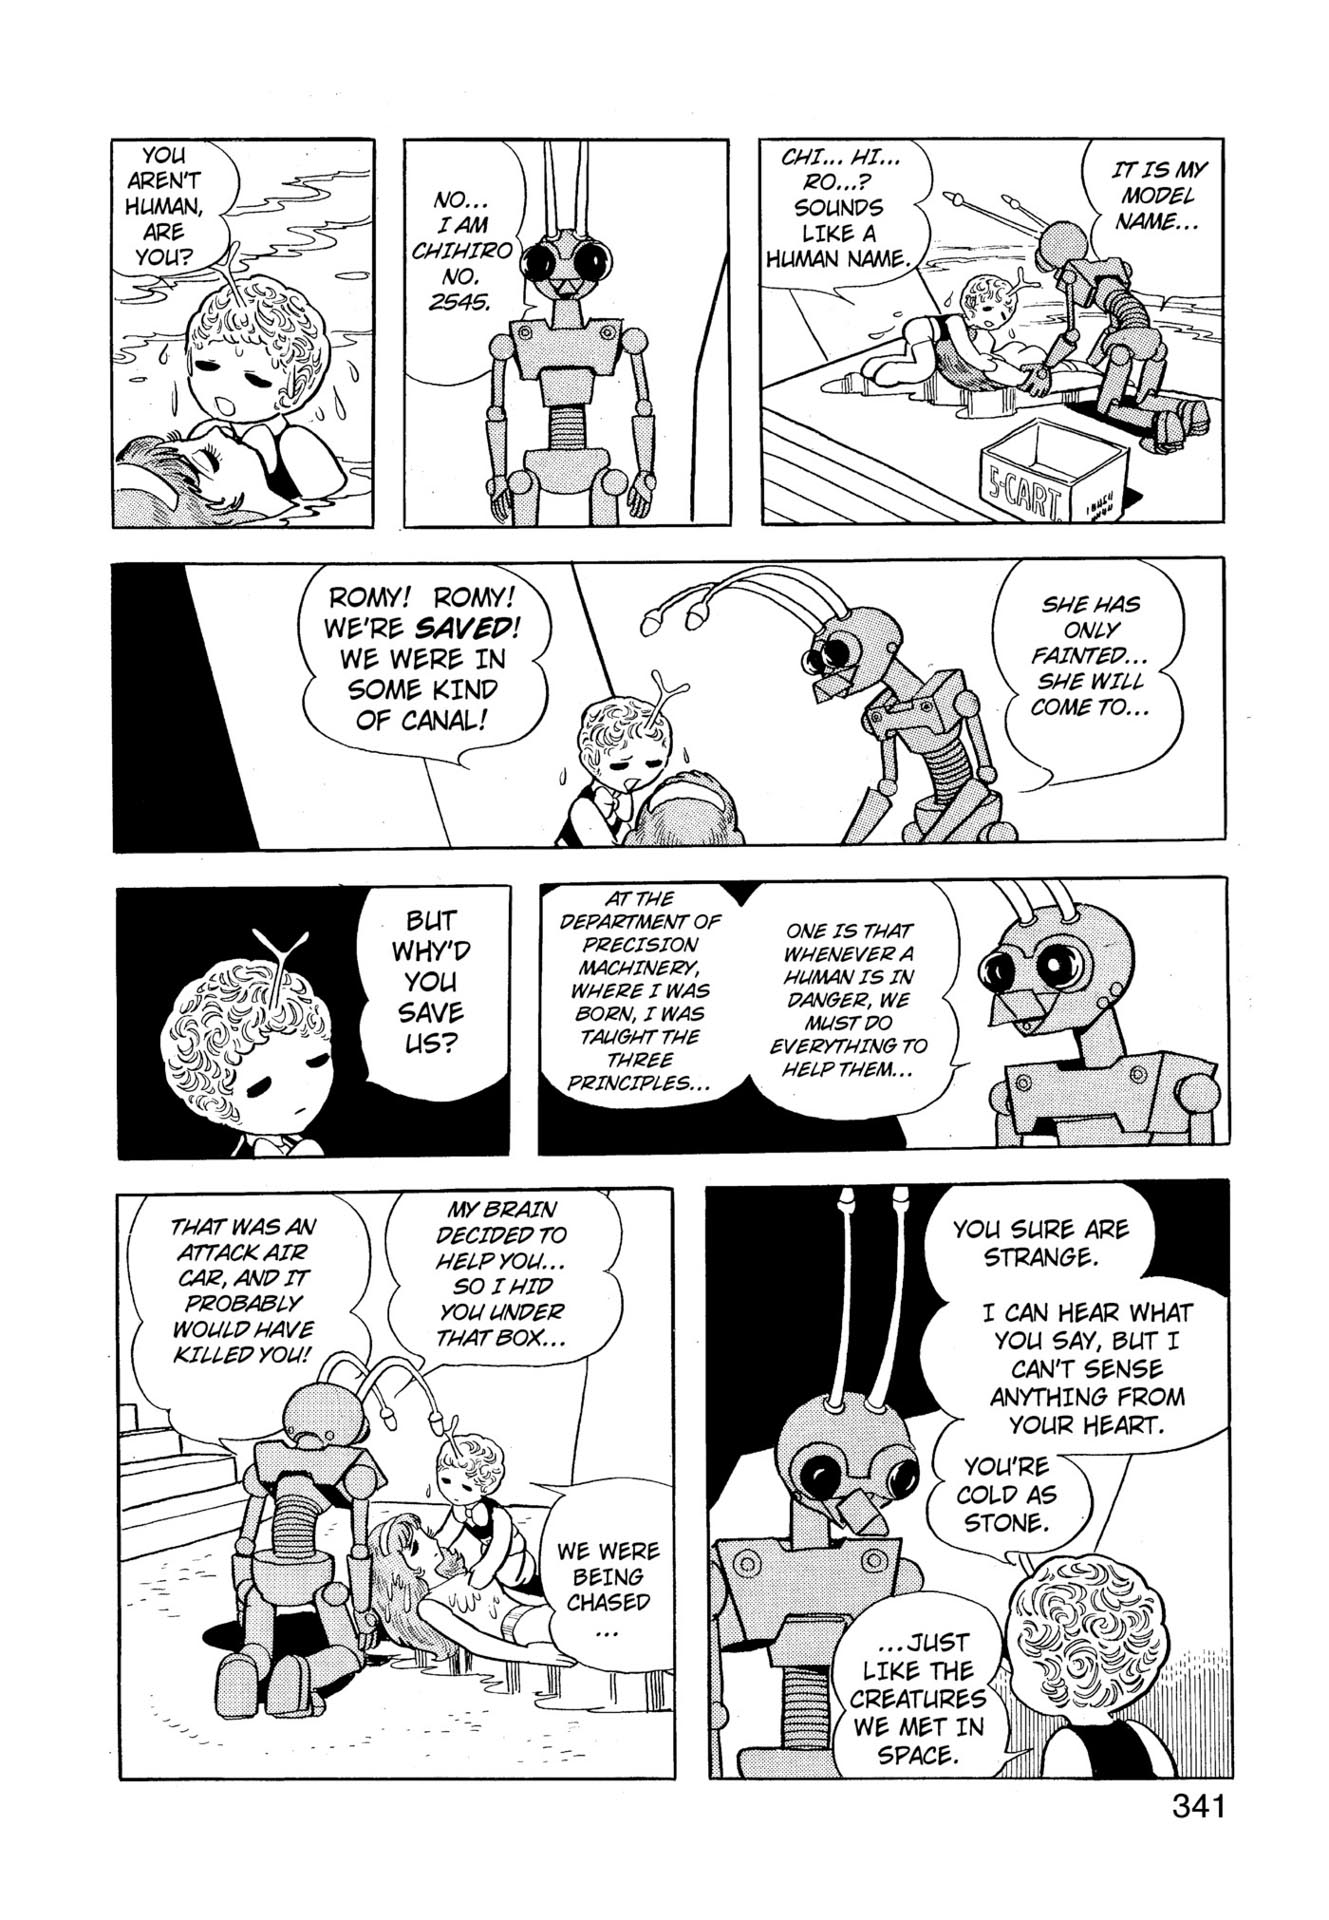 YOU
AREN'T
HUMAN,
ARE
YOU?
NO...
I AM
CHIHIRO
NO.
2545.
CHI... HI...
RO...?
SOUNDS
LIKE A
HUMAN NAME.
IT IS MY
MODEL
NAME...
5-CART.
ROMY! ROMY!
WE'RE SAVED!
WE WERE IN
SOME KIND
OF CANAL!
SHE HAS
ONLY
FAINTED...
SHE WILL
COME TO...
BUT
WHY'D
YOU
SAVE
US?
AT THE
DEPARTMENT OF
PRECISION
MACHINERY,
WHERE I WAS
BORN, I WAS
TAUGHT THE
THREE
PRINCIPLES...
ONE IS THAT
WHENEVER A
HUMAN IS IN
DANGER, WE
MUST DO
EVERYTHING TO
HELP THEM...
THAT WAS AN
ATTACK AIR
CAR, AND IT
PROBABLY
WOULD HAVE
KILLED YOU!
MY BRAIN
DECIDED TO
HELP YOU...
SO I HID
YOU UNDER
THAT BOX...
WE WERE
BEING
CHASED
...
YOU SURE ARE
STRANGE.
I CAN HEAR WHAT
YOU SAY, BUT I
CAN'T SENSE
ANYTHING FROM
YOUR HEART.
YOU'RE
COLD AS
STONE.
...JUST
LIKE THE
CREATURES
WE MET IN
SPACE.
341